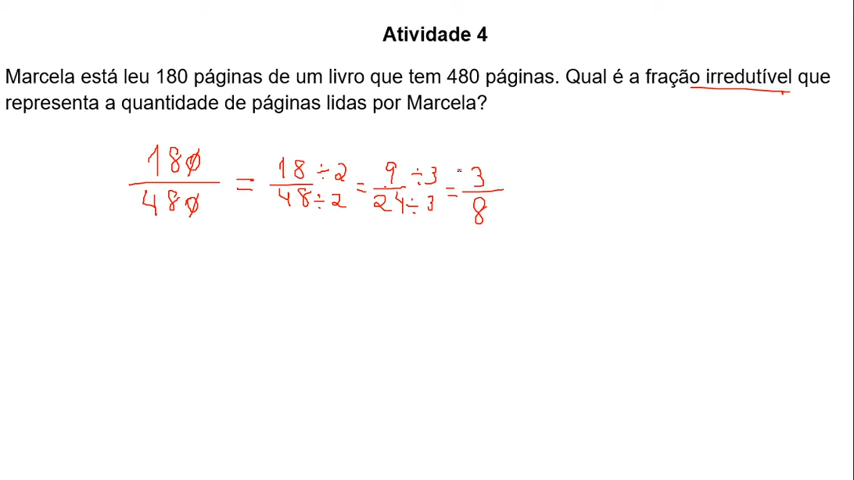 Atividade 4
Marcela está leu 180 páginas de um livro que tem 480 páginas. Qual é a fração irredutível que
representa a quantidade de páginas lidas por Marcela?
180/480 = 18÷2/48÷2 = 9÷3/24÷3 = 3/8